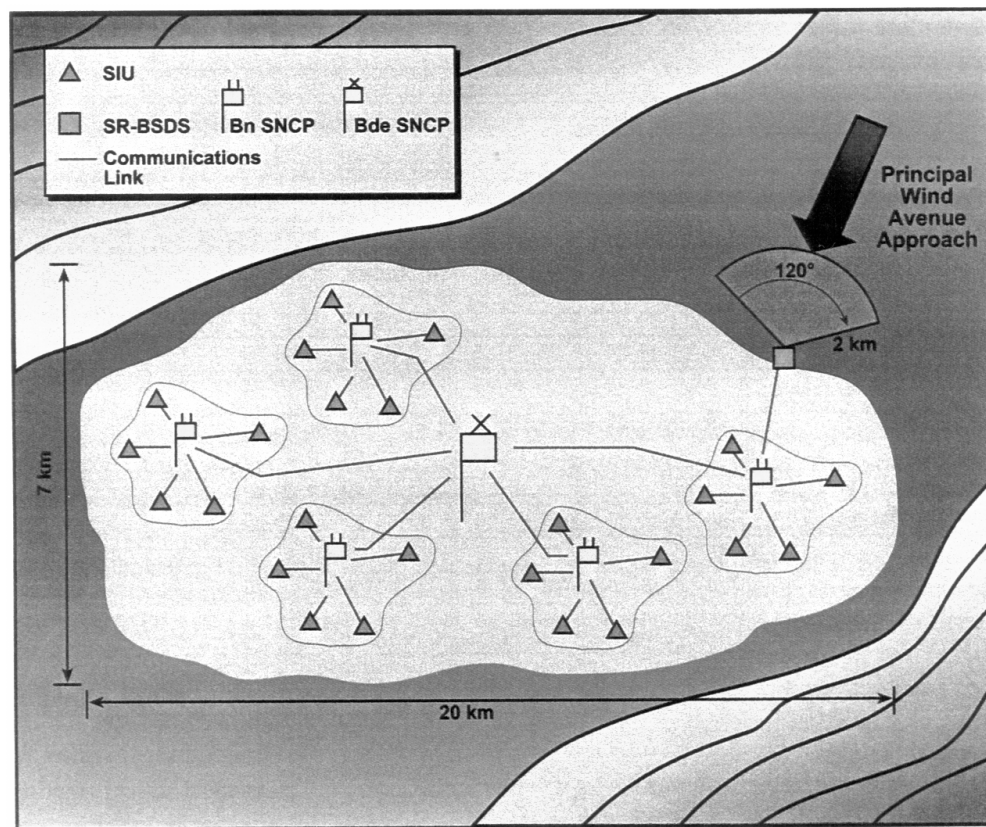 SIU
SR-BSDS
Bn SNCP
Bde SNCP
Communications
Link
Principal
Wind
Avenue
Approach
120°
2 km
7 km
20 km